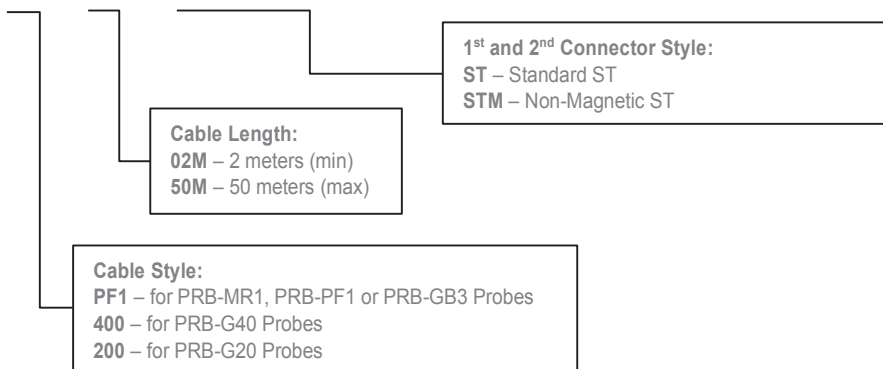 1st and 2nd Connector Style:
ST – Standard ST
STM – Non-Magnetic ST
Cable Length:
02M – 2 meters (min)
50M – 50 meters (max)
Cable Style:
PF1 – for PRB-MR1, PRB-PF1 or PRB-GB3 Probes
400 – for PRB-G40 Probes
200 – for PRB-G20 Probes